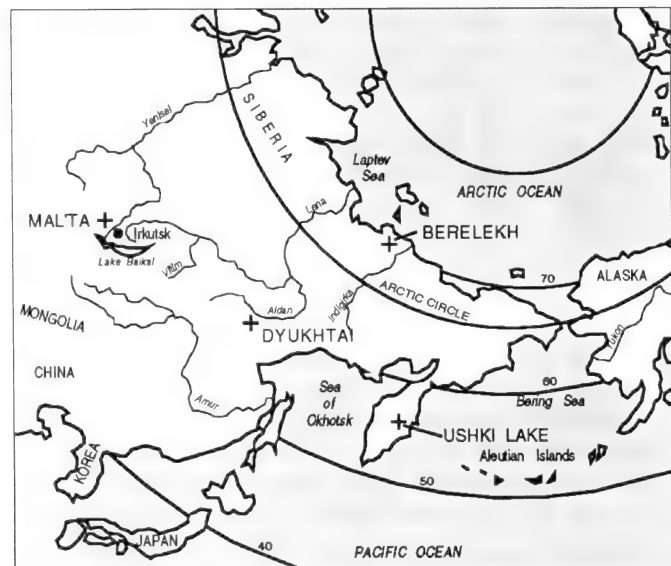 Yenisei
SIBERIA
Laptev
Sea
ARCTIC OCEAN
Lena
MAL'TA
Irkutsk
Lake Baikal
BERELEKH
Vitim
70
ALASKA
MONGOLIA
Aldan
Indigirka
ARCTIC CIRCLE
Yukon
DYUKHTAI
CHINA
Amur
Sea
of
Okhotsk
60
Bering Sea
USHKI LAKE
Aleutian Islands
KOREA
50
JAPAN
40
PACIFIC OCEAN